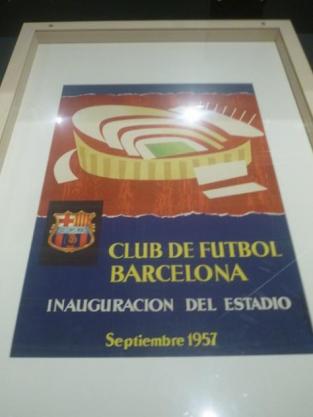 CLUB DE FUTBOL
BARCELONA
INAUGURACION DEL ESTADIO
Septiembre 1957